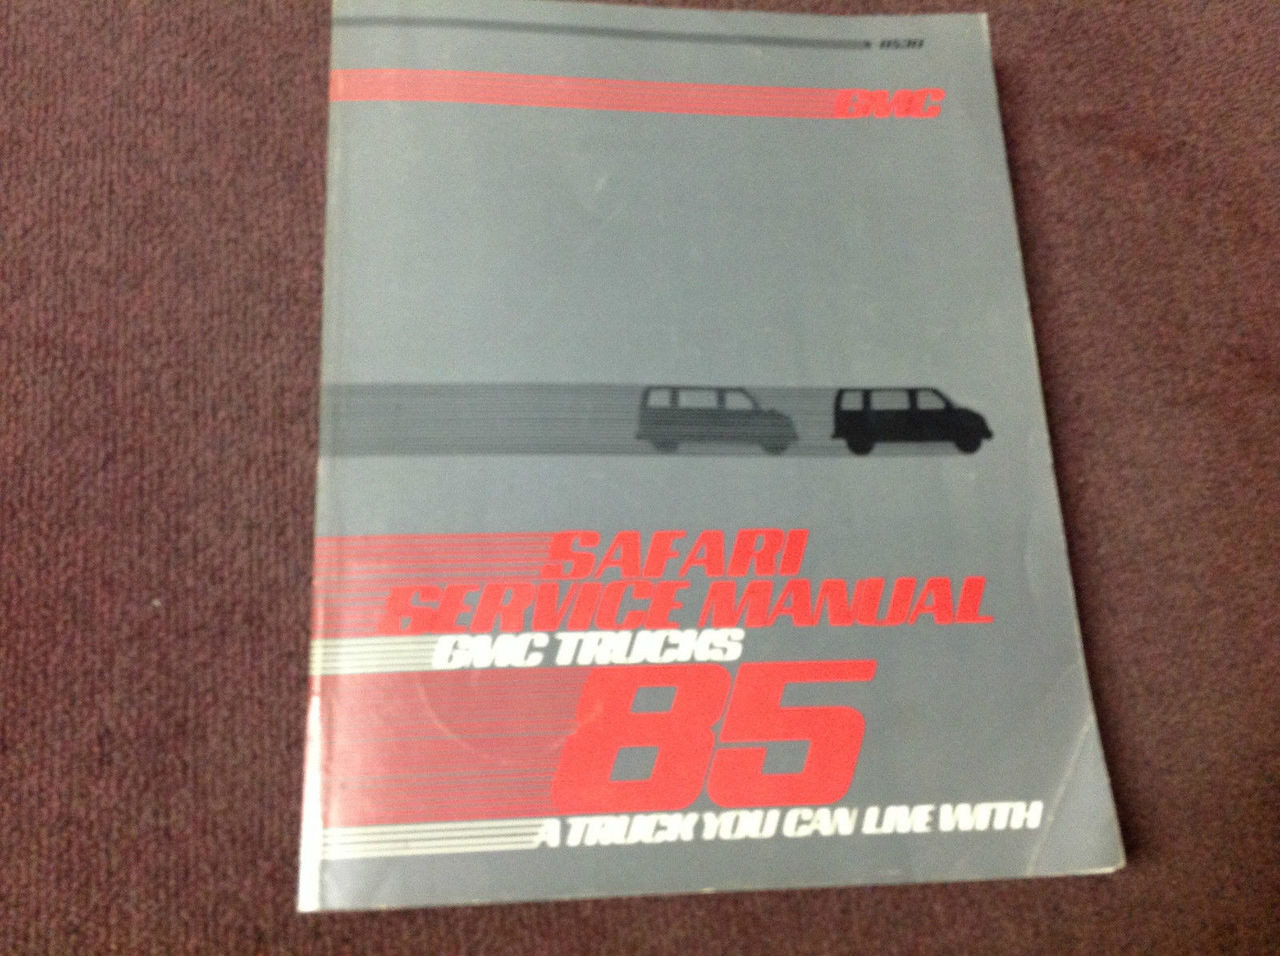 GMC
SAFARI
SERVICE MANUAL
GMC TRUCKS
85
A TRUCK YOU CAN LIVE WITH